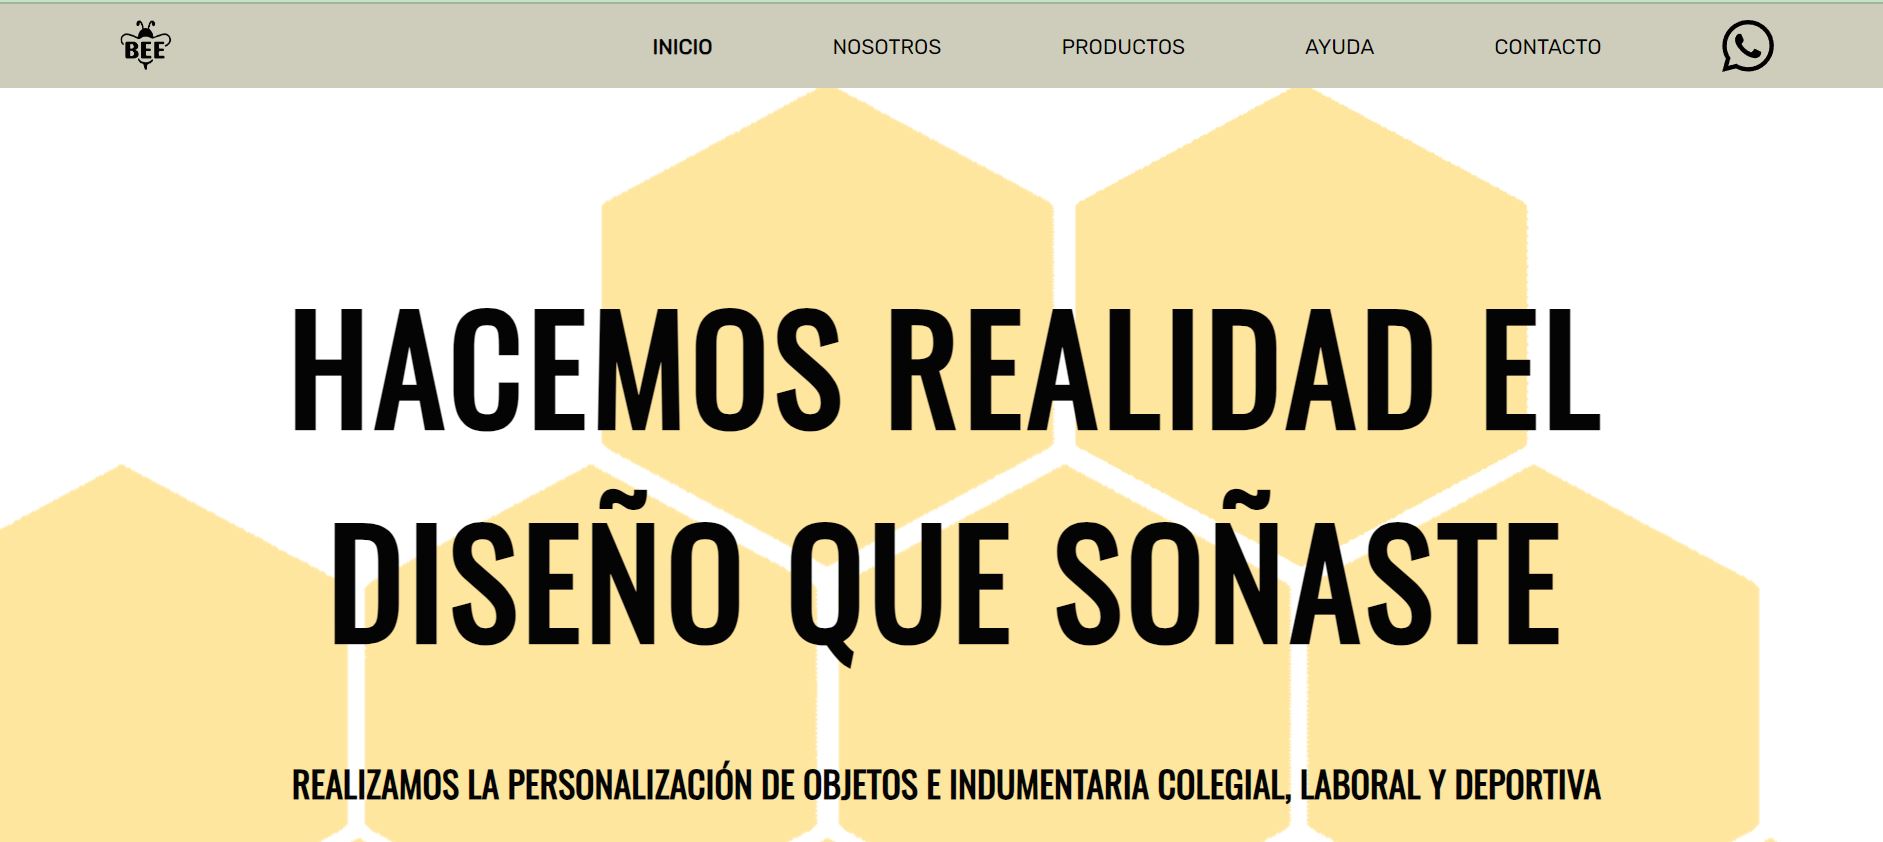 BEE
INICIO NOSOTROS PRODUCTOS AYUDA CONTACTO
HACEMOS REALIDAD EL
DISEÑO QUE SOÑASTE
REALIZAMOS LA PERSONALIZACIÓN DE OBJETOS E INDUMENTARIA COLEGIAL, LABORAL Y DEPORTIVA